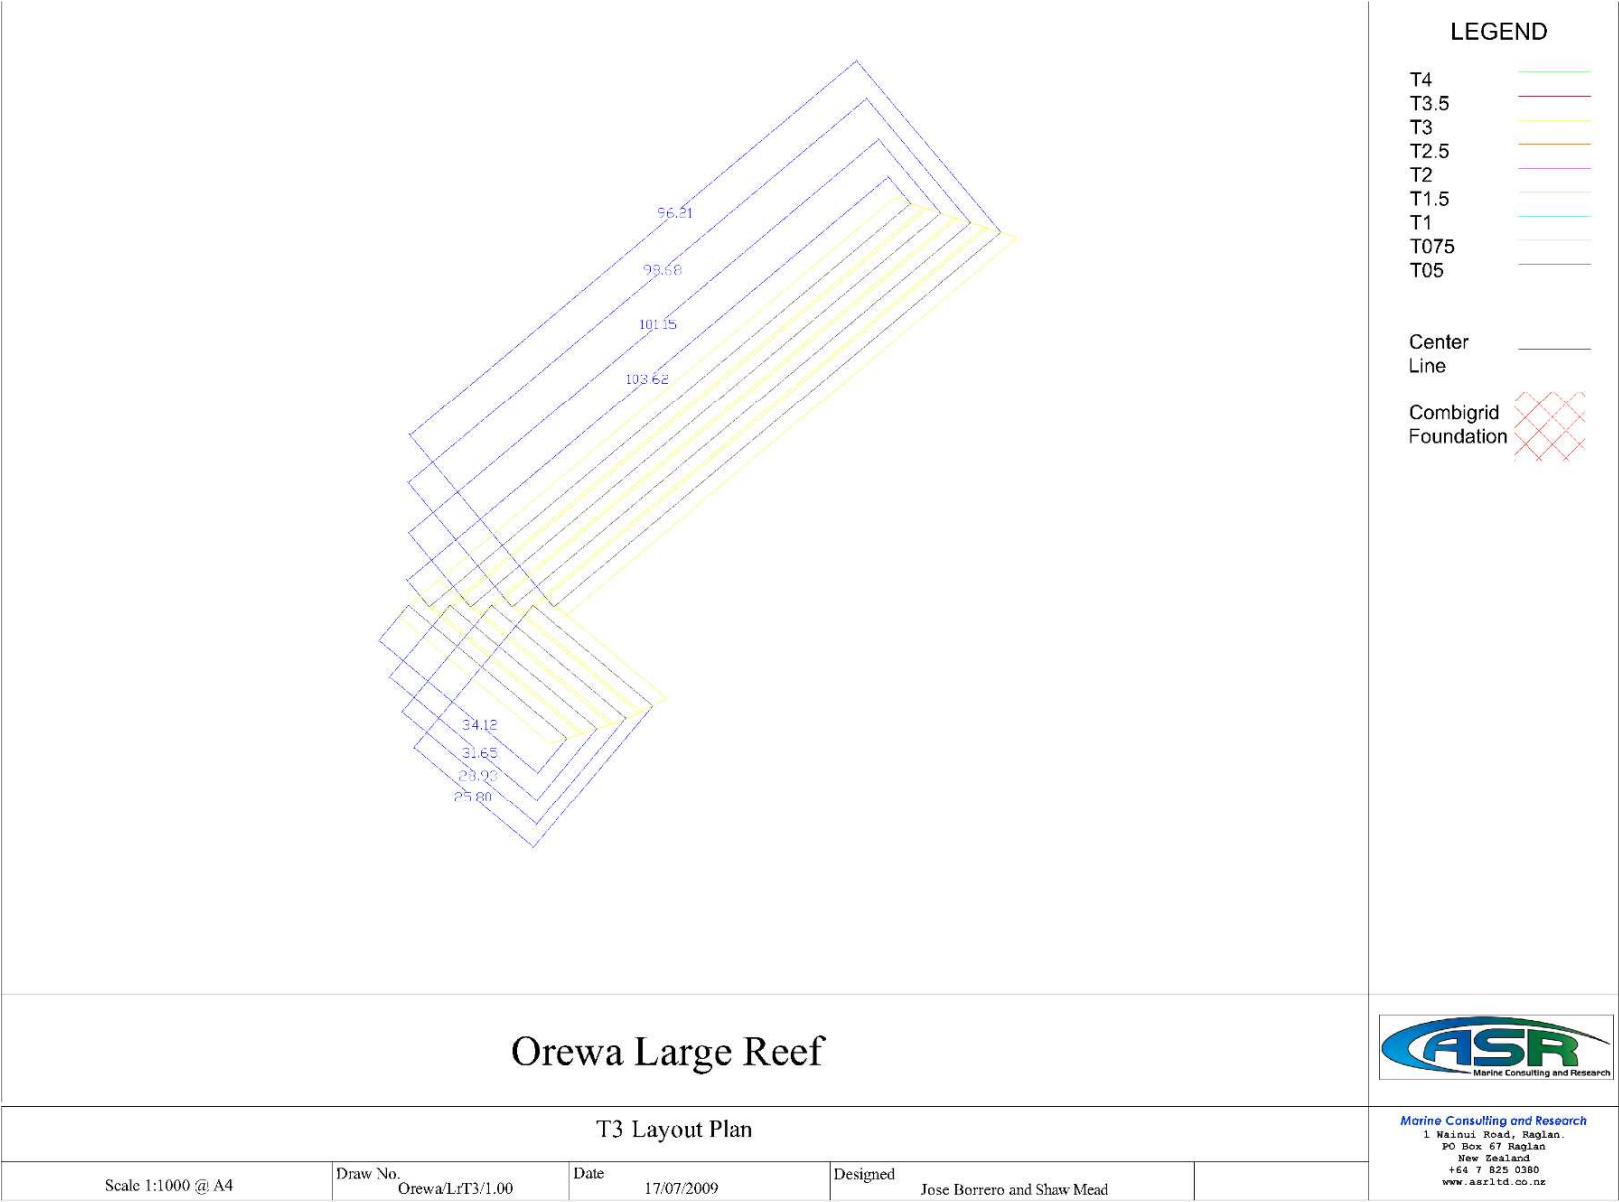 LEGEND
T4
T3.5
T3
T2.5
T2
T1.5
T1
T075
T05
Center
Line
Combigrid
Foundation
96.21
98.68
101.15
103.62
34.12
31.65
28.93
25.80
Orewa Large Reef
ASR
Marine Consulting and Research
T3 Layout Plan
Scale 1:1000 @ A4
Draw No.
Orewa/LrT3/1.00
Date
17/07/2009
Designed
Jose Borrero and Shaw Mead
Marine Consulting and Research
1 Wainui Road, Raglan.
PO Box 67 Raglan
New Zealand
+64 7 825 0380
www.asrltd.co.nz